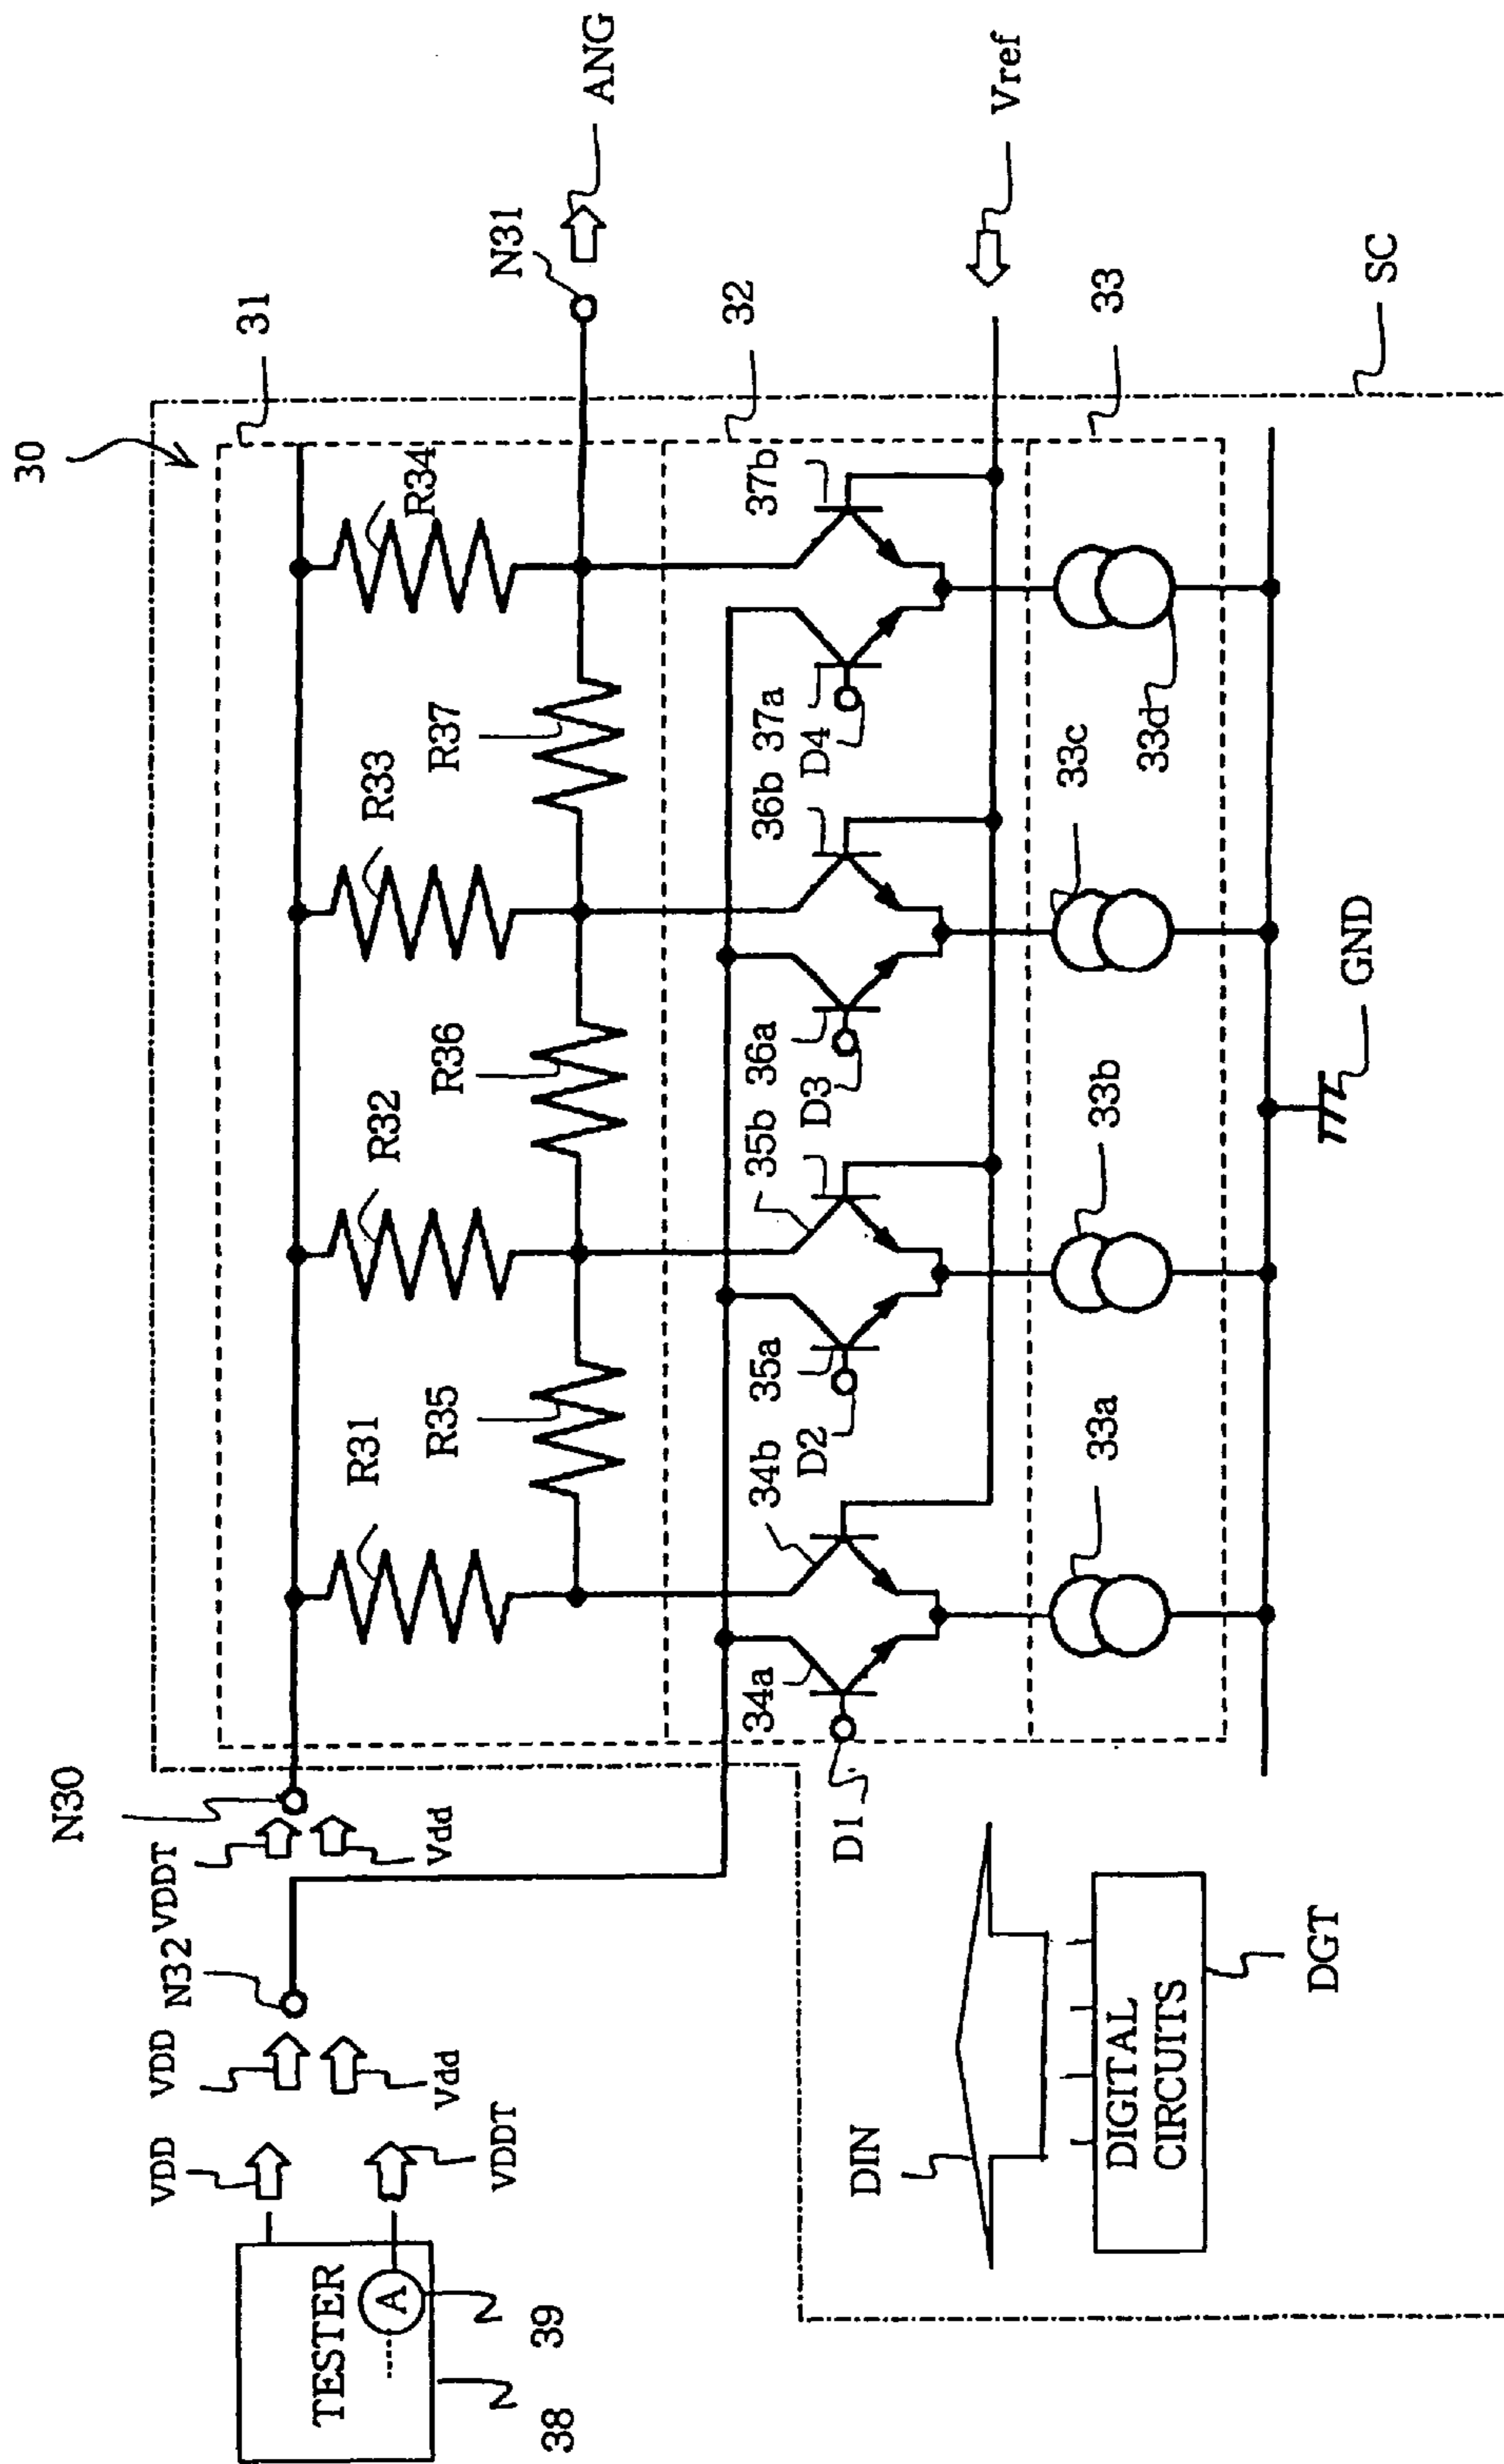 30
31
ANG
N31
R34
R33
R32
R31
R37
R36
R35
32
Vref
33
SC
37b
37a
D4
36b
36a
D3
35b
35a
D2
34b
34a
D1
33d
33c
33b
33a
GND
N30
VDDT
Vdd
N32
VDD
Vdd
VDD
VDDT
TESTER
A
39
38
DIN
DIGITAL
CIRCUITS
DGT